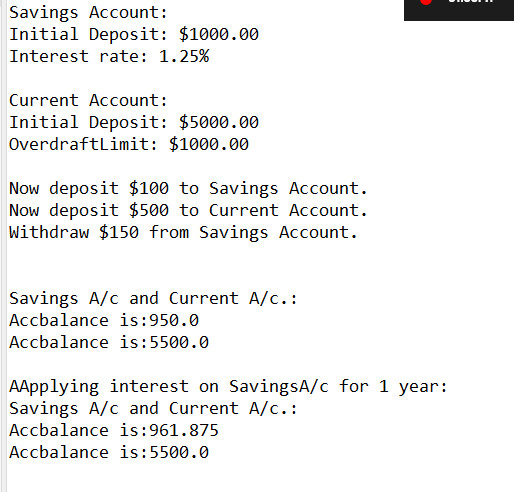 Savings Account:
Initial Deposit: $1000.00
Interest rate: 1.25%
Current Account:
Initial Deposit: $5000.00
OverdraftLimit: $1000.00
Now deposit $100 to Savings Account.
Now deposit $500 to Current Account.
Withdraw $150 from Savings Account.
Savings A/c and Current A/c.:
Accbalance is:950.0
Accbalance is:5500.0
AApplying interest on SavingsA/c for 1 year:
Savings A/c and Current A/c.:
Accbalance is:961.875
Accbalance is:5500.0